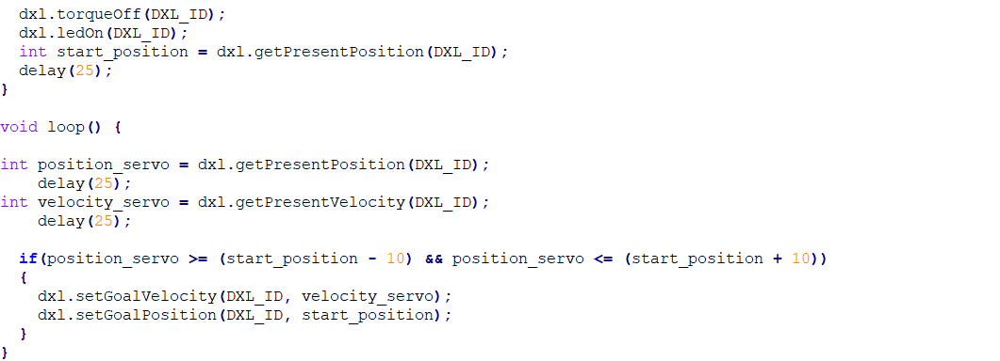 dxl.torqueOff(DXL_ID);
dxl.ledOn(DXL_ID);
int start_position = dxl.getPresentPosition(DXL_ID);
delay(25);
}
void loop() {
int position_servo = dxl.getPresentPosition(DXL_ID);
delay(25);
int velocity_servo = dxl.getPresentVelocity(DXL_ID);
delay(25);
if(position_servo >= (start_position - 10) && position_servo <= (start_position + 10))
{
dxl.setGoalVelocity(DXL_ID, velocity_servo);
dxl.setGoalPosition(DXL_ID, start_position);
}
}